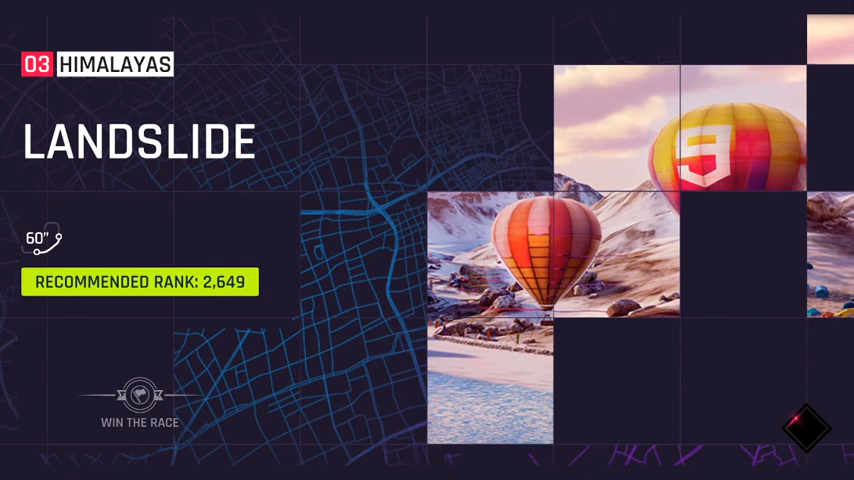 03 HIMALAYAS
LANDSLIDE
60"
RECOMMENDED RANK: 2,649
WIN THE RACE